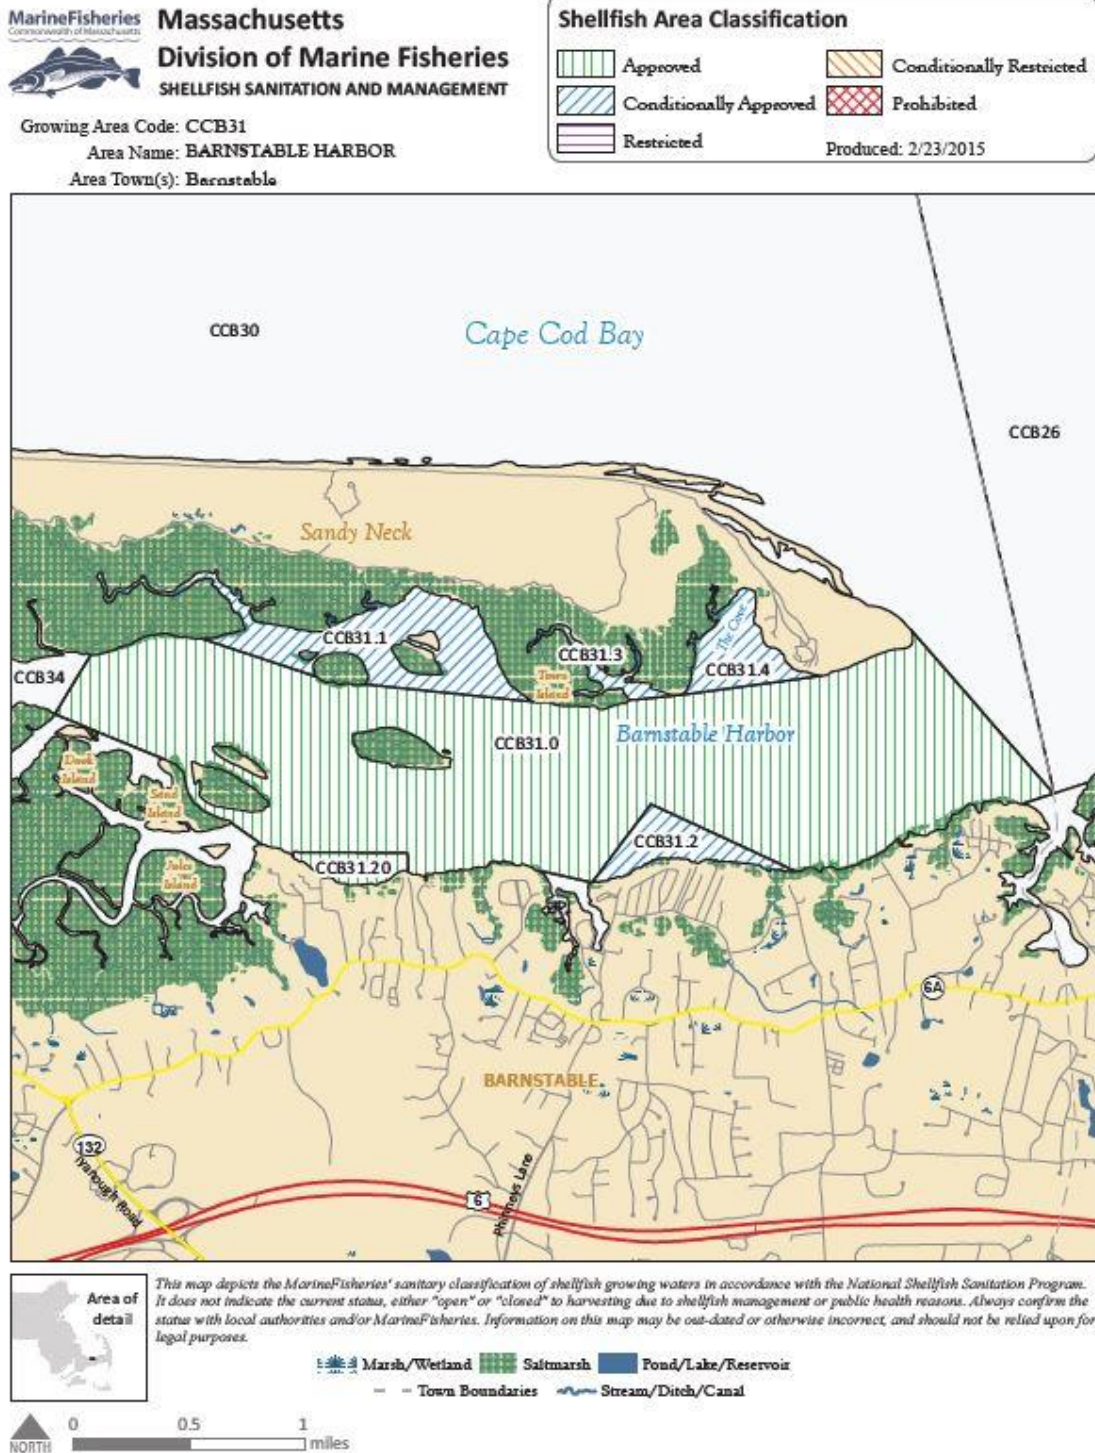 MarineFisheries
Commonwealth of Massachusetts
Massachusetts
Division of Marine Fisheries
SHELLFISH SANITATION AND MANAGEMENT
Growing Area Code: CCB31
Area Name: BARNSTABLE HARBOR
Area Town(s): Barnstable
Shellfish Area Classification
Approved
Conditionally Restricted
Conditionally Approved
Prohibited
Restricted
Produced: 2/23/2015
CCB30
Cape Cod Bay
CCB26
Sandy Neck
The Cove
CCB31.1
CCB31.3
CCB31.4
CCB34
Town
Island
Barnstable Harbor
CCB31.0
Island
Sand
Island
CCB31.2
CCB31.20
Jules
Island
6A
BARNSTABLE
132
Iyanough Road
6
Phinneys Lane
Area of
detail
This map depicts the MarineFisheries' sanitary classification of shellfish growing waters in accordance with the National Shellfish Sanitation Program.
It does not indicate the current status, either "open" or "closed" to harvesting due to shellfish management or public health reasons. Always confirm the
status with local authorities and/or MarineFisheries. Information on this map may be out-dated or otherwise incorrect, and should not be relied upon for
legal purposes.
Marsh/Wetland
Saltmarsh
Pond/Lake/Reservoir
Town Boundaries
Stream/Ditch/Canal
NORTH
0 0.5 1
miles